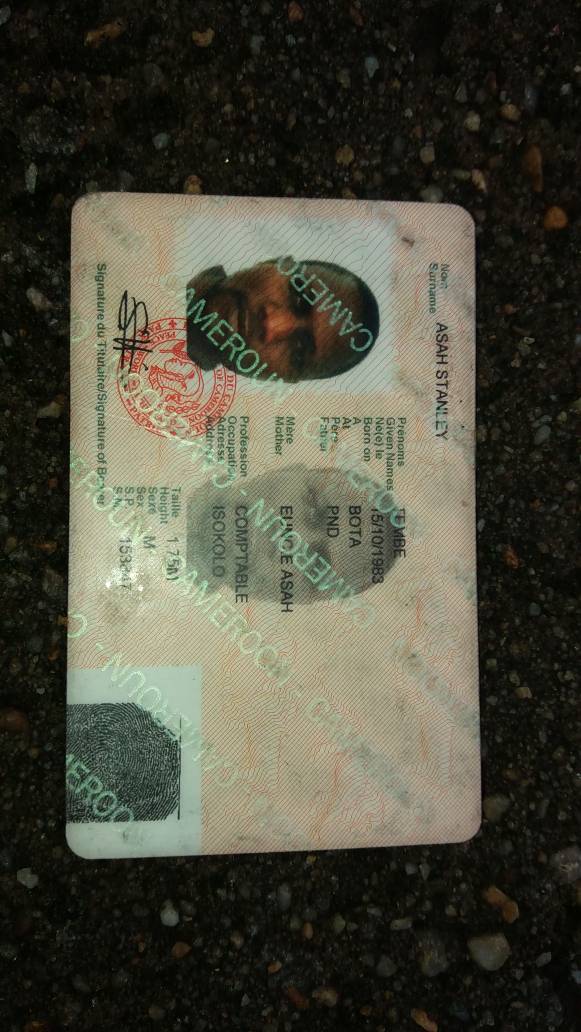 Nom
Surname ASAH STANLEY
Prénoms
Given Names TEMBE
Né(e) le 15/10/1983
Born on
A BOTA
At
Père PND
Father
Mère EUNICE ASAH
Mother
Profession COMPTABLE
Occupation
Adresse ISOKOLO
Address
Taille 1,75M
Height
Sexe M
Sex
S.P.
S.M.
Signature du Titulaire/Signature of Bearer
CAMEROUN - CAMEROON